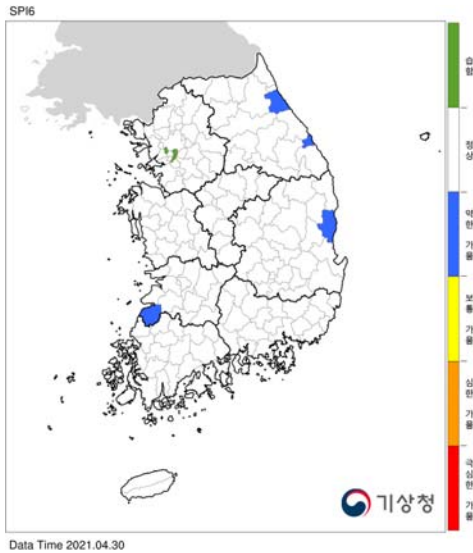 SPI6
습함
정상
약한 가뭄
보통 가뭄
심한 가뭄
극심한 가뭄
기상청
Data Time 2021.04.30